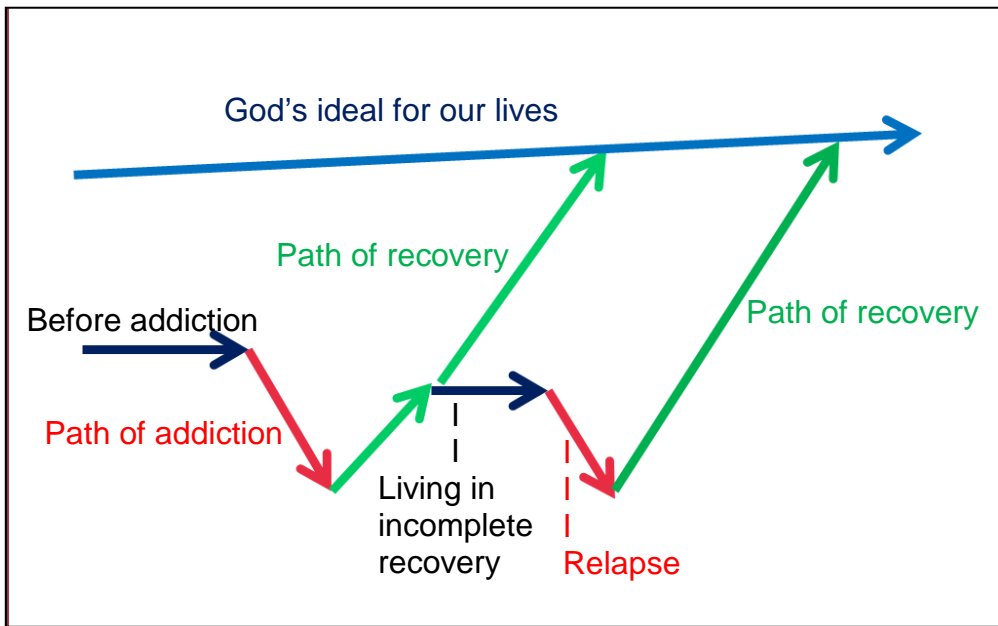 God’s ideal for our lives
Path of recovery
Before addiction
Path of recovery
Path of addiction
Living in
incomplete
recovery
Relapse